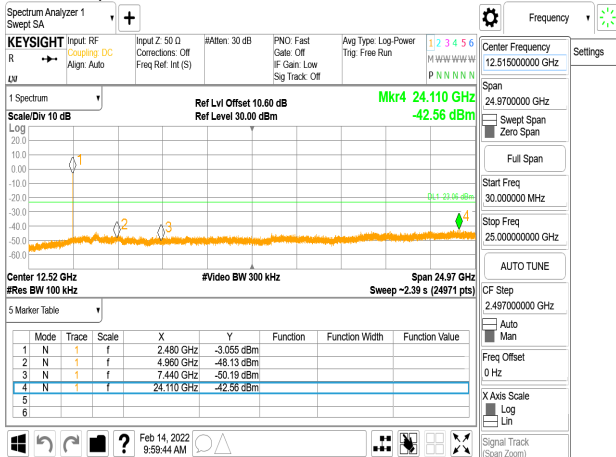 Spectrum Analyzer 1
Swept SA
Frequency
KEYSIGHT
R
Input: RF
Coupling: DC
Align: Auto
Input Z: 50 Ω
Corrections: Off
Freq Ref: Int (S)
#Atten: 30 dB
PNO: Fast
Gate: Off
IF Gain: Low
Sig Track: Off
Avg Type: Log-Power
Trig: Free Run
1 2 3 4 5 6
M W W W W W
P N N N N N
Settings
1 Spectrum
Scale/Div 10 dB
Ref Lvl Offset 10.60 dB
Ref Level 30.00 dBm
Mkr4 24.110 GHz
-42.56 dBm
Log
20.0
10.0
0.00
-10.0
-20.0
-30.0
-40.0
-50.0
-60.0
1
2
3
4
DL1 -23.06 dBm
Center 12.52 GHz
#Res BW 100 kHz
#Video BW 300 kHz
Span 24.97 GHz
Sweep ~2.39 s (24971 pts)
5 Marker Table
Mode Trace Scale X Y Function Function Width Function Value
1 N 1 f 2.480 GHz -3.055 dBm
2 N 1 f 4.960 GHz -48.13 dBm
3 N 1 f 7.440 GHz -50.19 dBm
4 N 1 f 24.110 GHz -42.56 dBm
5
6
Feb 14, 2022
9:59:44 AM
Center Frequency
12.515000000 GHz
Span
24.9700000 GHz
Swept Span
Zero Span
Full Span
Start Freq
30.000000 MHz
Stop Freq
25.000000000 GHz
AUTO TUNE
CF Step
2.497000000 GHz
Auto
Man
Freq Offset
0 Hz
X Axis Scale
Log
Lin
Signal Track
(Span Zoom)